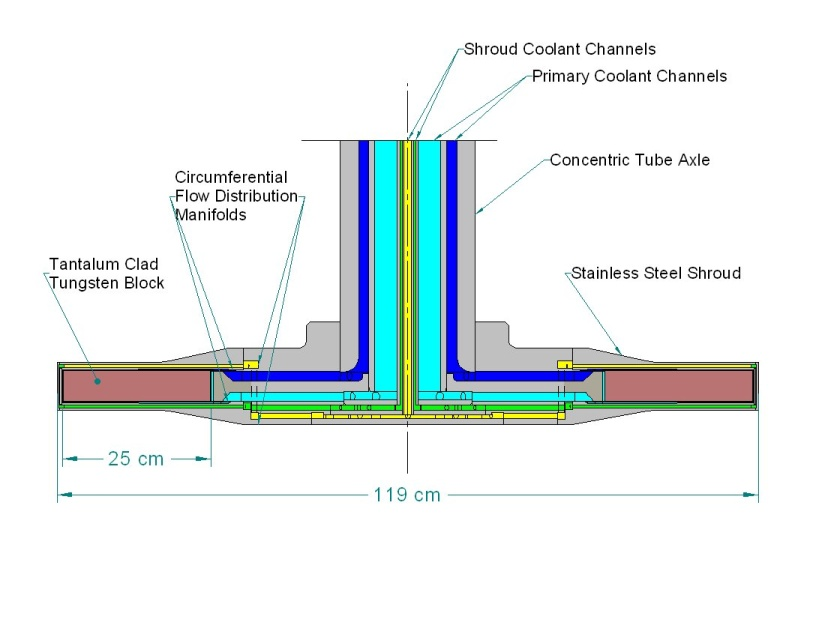 Shroud Coolant Channels
Primary Coolant Channels
Concentric Tube Axle
Circumferential
Flow Distribution
Manifolds
Tantalum Clad
Tungsten Block
Stainless Steel Shroud
25 cm
119 cm